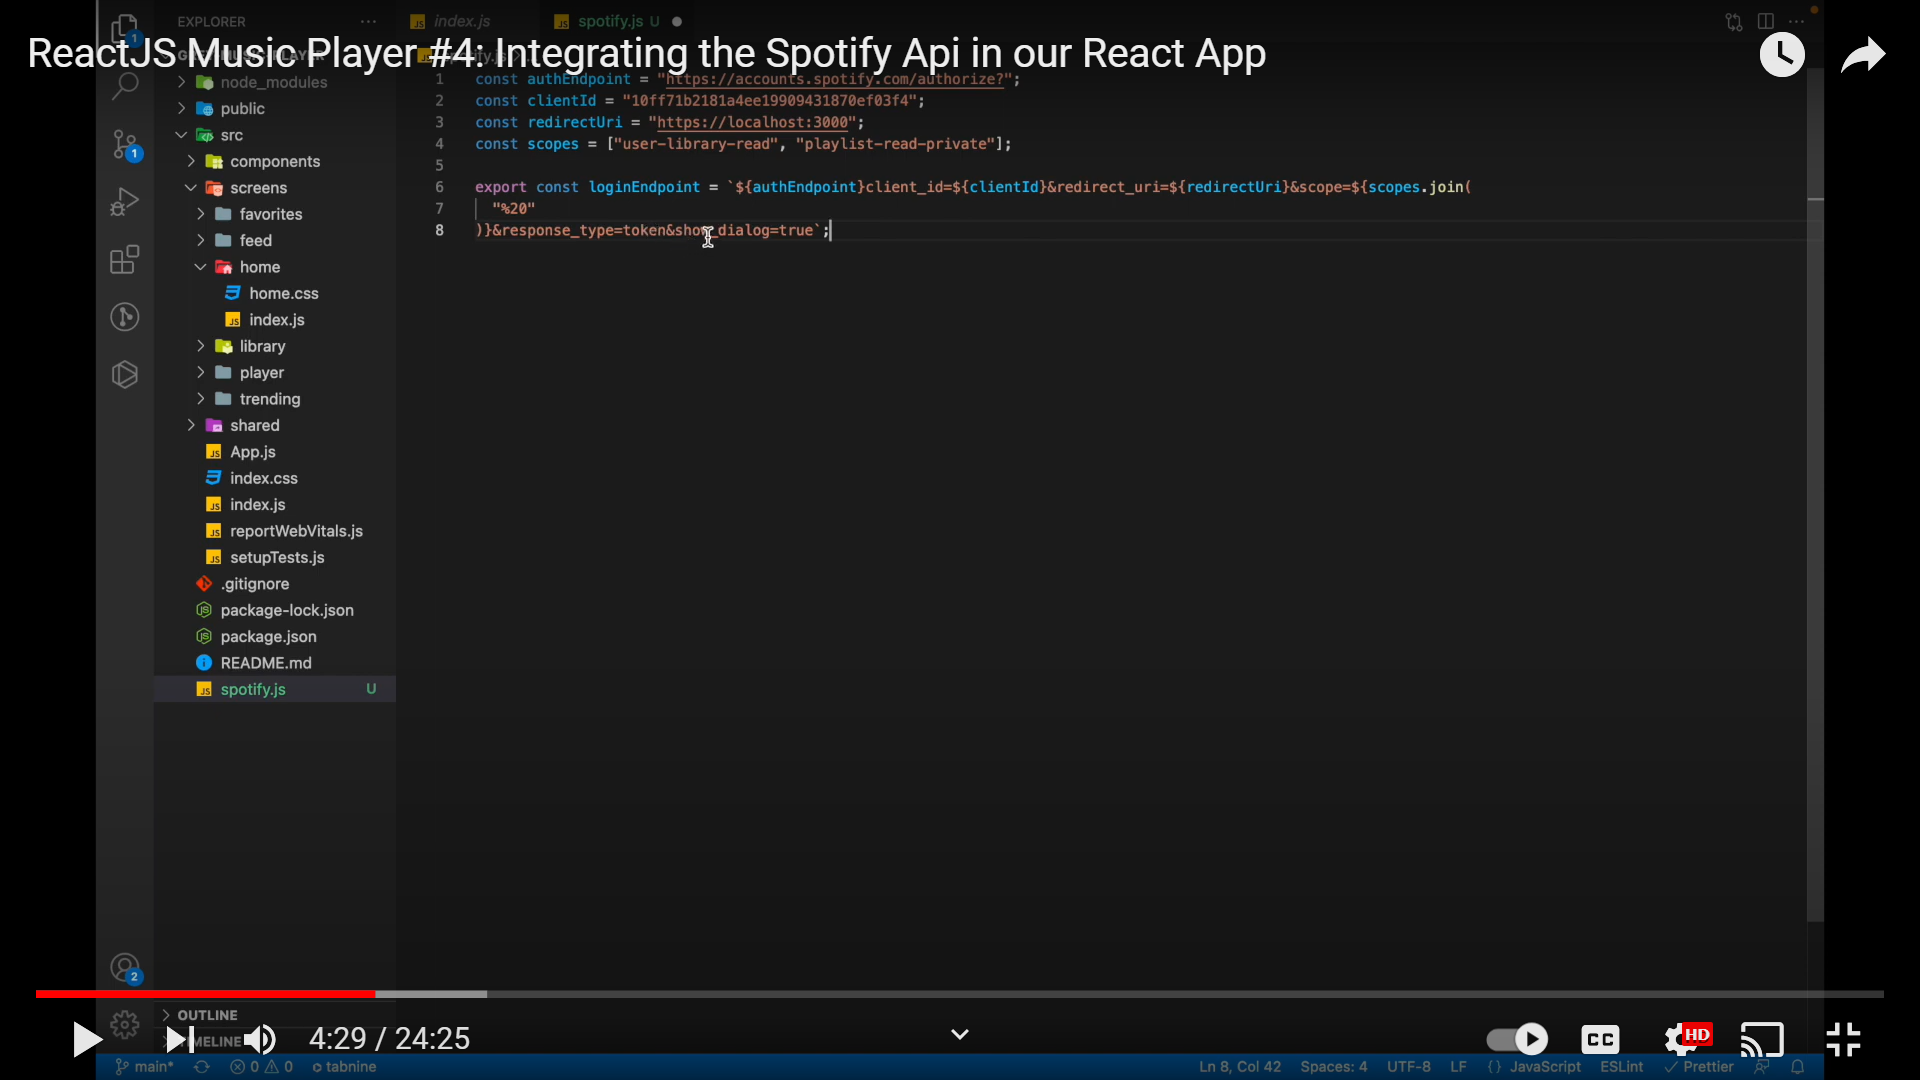 EXPLORER
index.js
spotify.js U
ReactJS Music Player #4: Integrating the Spotify Api in our React App
node_modules
public
src
components
screens
favorites
feed
home
home.css
index.js
library
player
trending
shared
App.js
index.css
index.js
reportWebVitals.js
setupTests.js
.gitignore
package-lock.json
package.json
README.md
spotify.js U
1 const authEndpoint = "https://accounts.spotify.com/authorize?";
2 const clientId = "10ff71b2181a4ee19909431870ef03f4";
3 const redirectUri = "https://localhost:3000";
4 const scopes = ["user-library-read", "playlist-read-private"];
5
6 export const loginEndpoint = `${authEndpoint}client_id=${clientId}&redirect_uri=${redirectUri}&scope=${scopes.join(
7 "%20"
8 )}&response_type=token&show_dialog=true`;
1
1
2
OUTLINE
TIMELINE
4:29 / 24:25
CC
HD
main* 0 0 tabnine
Ln 8, Col 42 Spaces: 4 UTF-8 LF {} JavaScript ESLint Prettier